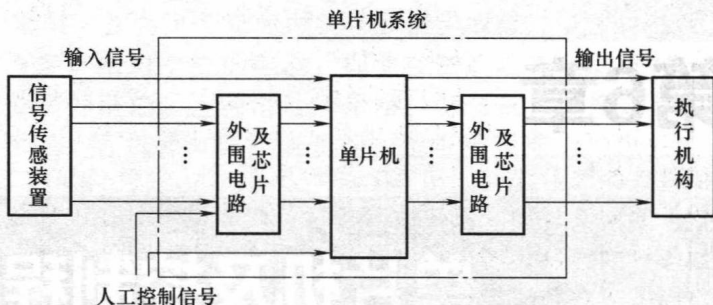 单片机系统
输入信号
输出信号
信号传感装置
外围电路
及芯片
单片机
外围电路
及芯片
执行机构
人工控制信号